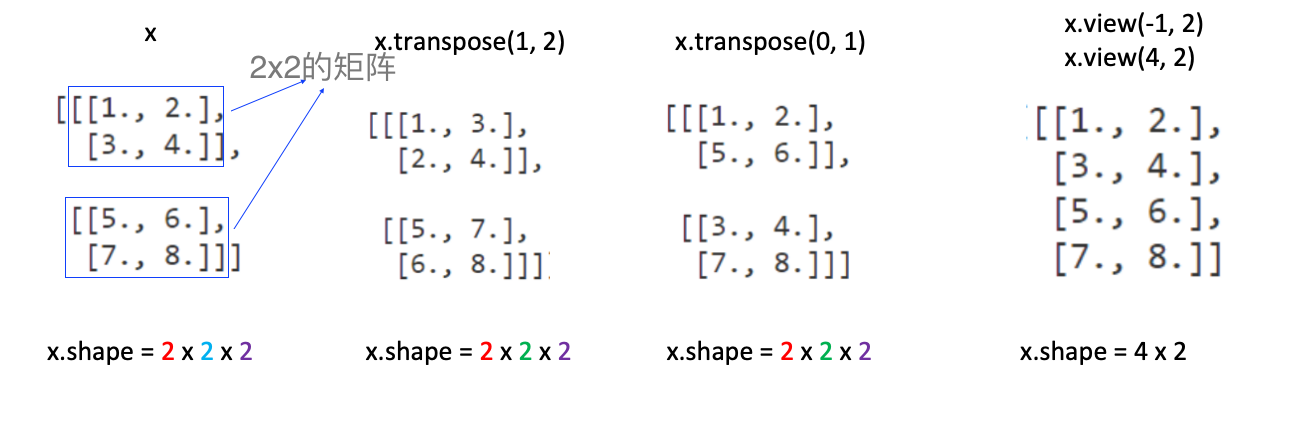 x
2x2的矩阵
[[[1., 2.],
[3., 4.]],
[[5., 6.],
[7., 8.]]]
x.shape = 2 x 2 x 2
x.transpose(1, 2)
[[[1., 3.],
[2., 4.]],
[[5., 7.],
[6., 8.]]]
x.shape = 2 x 2 x 2
x.transpose(0, 1)
[[[1., 2.],
[5., 6.]],
[[3., 4.],
[7., 8.]]]
x.shape = 2 x 2 x 2
x.view(-1, 2)
x.view(4, 2)
[[1., 2.],
[3., 4.],
[5., 6.],
[7., 8.]]
x.shape = 4 x 2